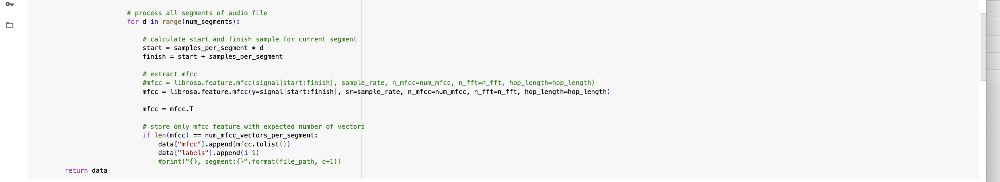 # process all segments of audio file
for d in range(num_segments):
# calculate start and finish sample for current segment
start = samples_per_segment * d
finish = start + samples_per_segment
# extract mfcc
#mfcc = librosa.feature.mfcc(signal[start:finish], sample_rate, n_mfcc=num_mfcc, n_fft=n_fft, hop_length=hop_length)
mfcc = librosa.feature.mfcc(y=signal[start:finish], sr=sample_rate, n_mfcc=num_mfcc, n_fft=n_fft, hop_length=hop_length)
mfcc = mfcc.T
# store only mfcc feature with expected number of vectors
if len(mfcc) == num_mfcc_vectors_per_segment:
data["mfcc"].append(mfcc.tolist())
data["labels"].append(i-1)
#print("{}, segment:{}".format(file_path, d+1))
return data